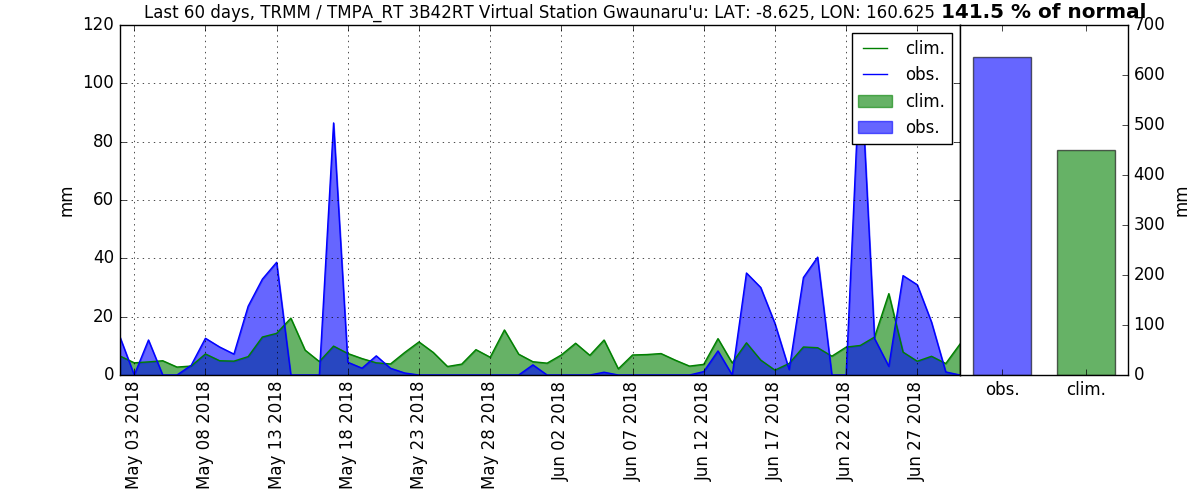 Last 60 days, TRMM / TMPA_RT 3B42RT Virtual Station Gwaunaru'u: LAT: -8.625, LON: 160.625 141.5 % of normal
120
100
80
60
40
20
0
mm
clim.
obs.
clim.
obs.
700
600
500
400
300
200
100
0
mm
obs.
clim.
May 03 2018
May 08 2018
May 13 2018
May 18 2018
May 23 2018
May 28 2018
Jun 02 2018
Jun 07 2018
Jun 12 2018
Jun 17 2018
Jun 22 2018
Jun 27 2018